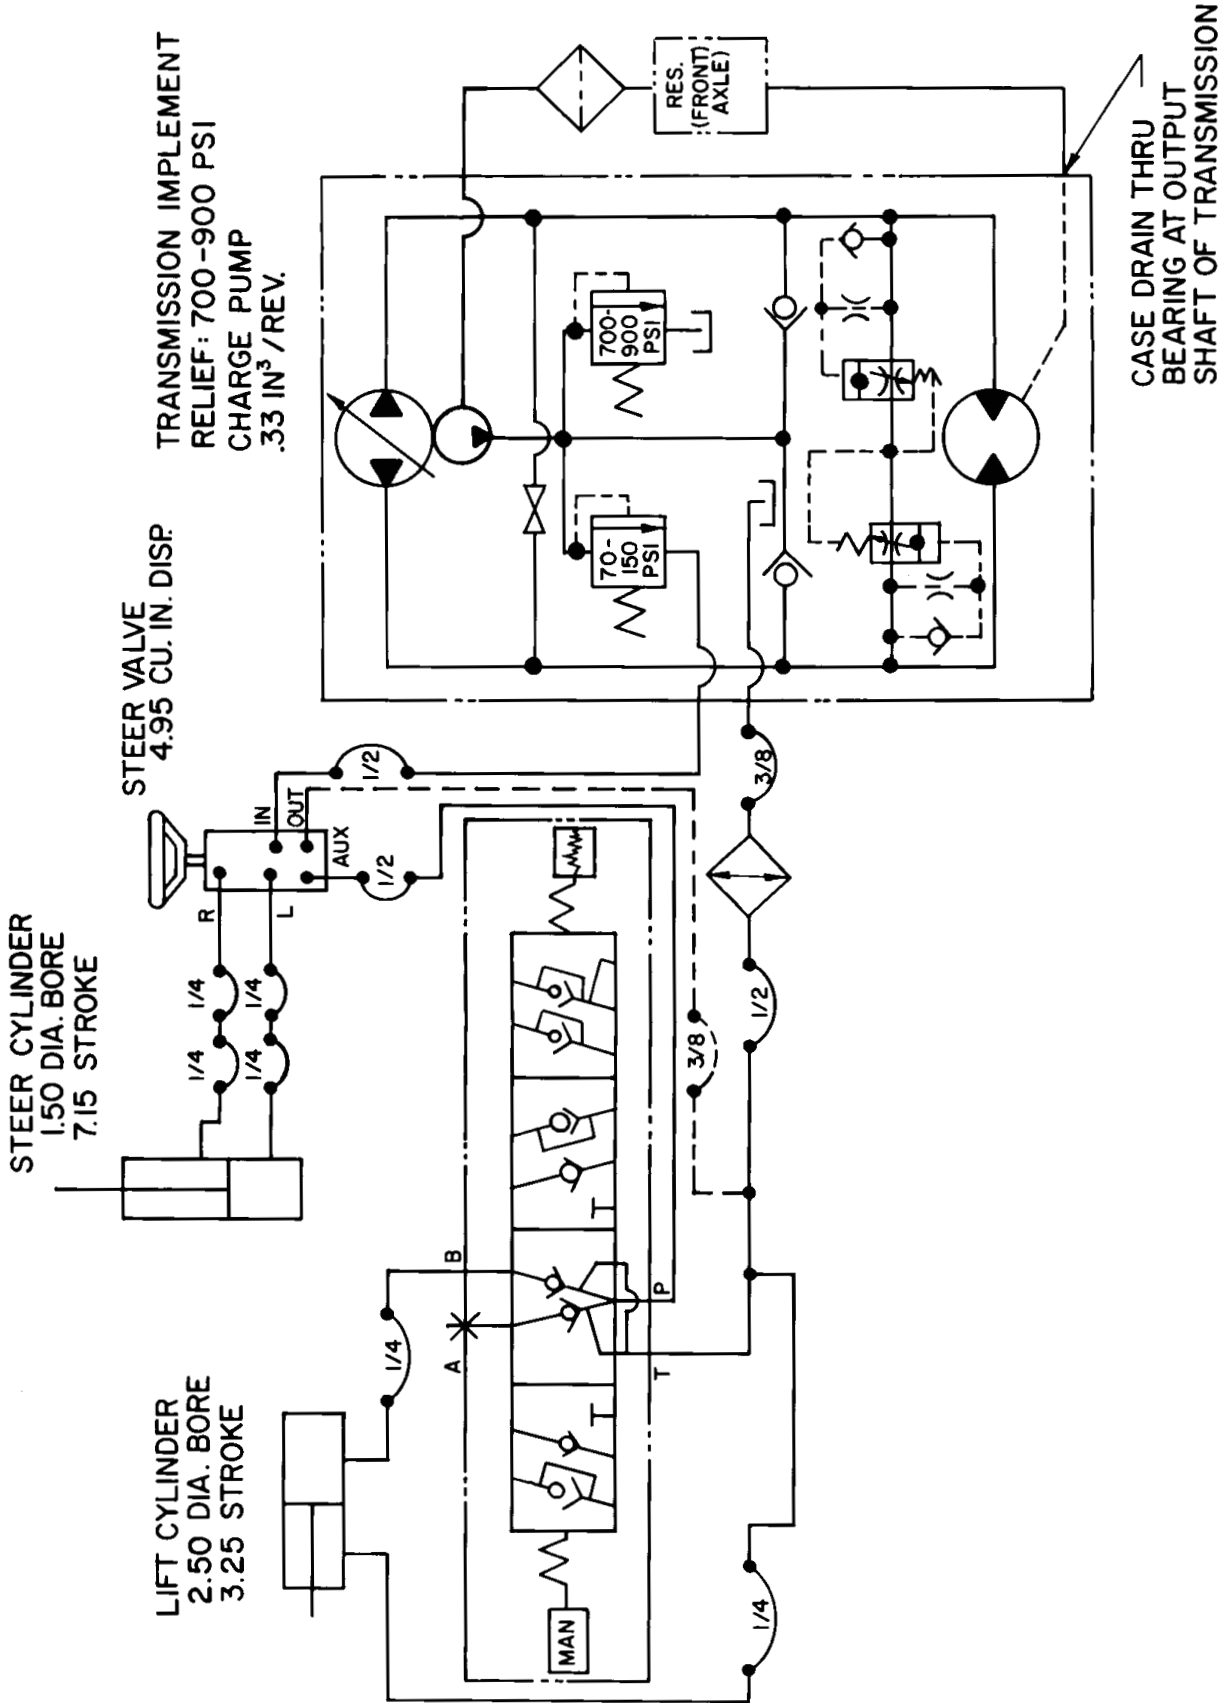 LIFT CYLINDER
2.50 DIA. BORE
3.25 STROKE
STEER CYLINDER
1.50 DIA. BORE
7.15 STROKE
STEER VALVE
4.95 CU. IN. DISP.
TRANSMISSION IMPLEMENT
RELIEF: 700-900 PSI
CHARGE PUMP
.33 IN³/REV.
1/4
1/4
1/4
1/4
1/4
R
L
IN
OUT
AUX
1/2
1/2
A
B
MAN
T
P
T
T
3/8
1/2
1/4
3/8
70-
150
PSI
700-
900
PSI
RES.
(FRONT)
AXLE)
CASE DRAIN THRU
BEARING AT OUTPUT
SHAFT OF TRANSMISSION